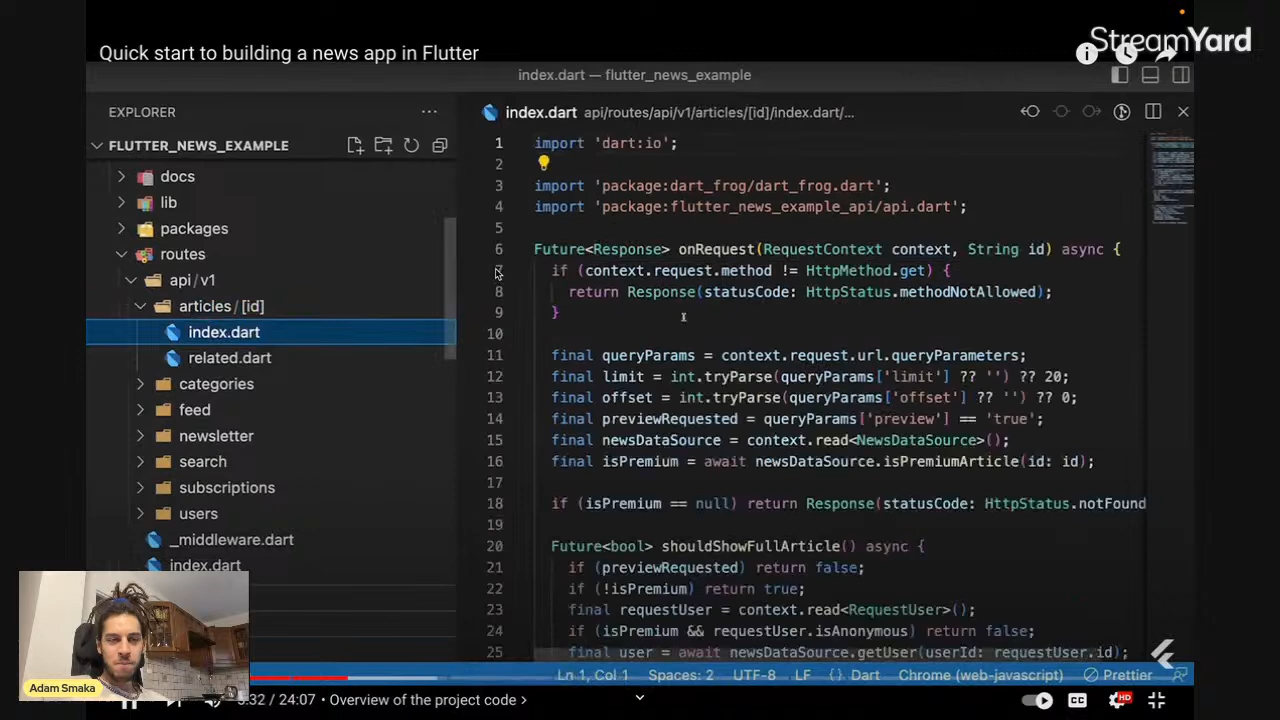 StreamYard
Quick start to building a news app in Flutter
index.dart — flutter_news_example
EXPLORER
index.dart api/routes/api/v1/articles/[id]/index.dart/...
FLUTTER_NEWS_EXAMPLE
docs
lib
packages
routes
api/v1
articles/[id]
index.dart
related.dart
categories
feed
newsletter
search
subscriptions
users
_middleware.dart
index.dart
1 import 'dart:io';
2
3 import 'package:dart_frog/dart_frog.dart';
4 import 'package:flutter_news_example_api/api.dart';
5
6 Future<Response> onRequest(RequestContext context, String id) async {
7 if (context.request.method != HttpMethod.get) {
8 return Response(statusCode: HttpStatus.methodNotAllowed);
9 }
10
11 final queryParams = context.request.url.queryParameters;
12 final limit = int.tryParse(queryParams['limit'] ?? '') ?? 20;
13 final offset = int.tryParse(queryParams['offset'] ?? '') ?? 0;
14 final previewRequested = queryParams['preview'] == 'true';
15 final newsDataSource = context.read<NewsDataSource>();
16 final isPremium = await newsDataSource.isPremiumArticle(id: id);
17
18 if (isPremium == null) return Response(statusCode: HttpStatus.notFound
19
20 Future<bool> shouldShowFullArticle() async {
21 if (previewRequested) return false;
22 if (!isPremium) return true;
23 final requestUser = context.read<RequestUser>();
24 if (isPremium && requestUser.isAnonymous) return false;
25 final user = await newsDataSource.getUser(userId: requestUser.id);
Ln 1, Col 1 Spaces: 2 UTF-8 LF {} Dart Chrome (web-javascript) Prettier
Adam Smaka
:32 / 24:07 • Overview of the project code >
CC
HD